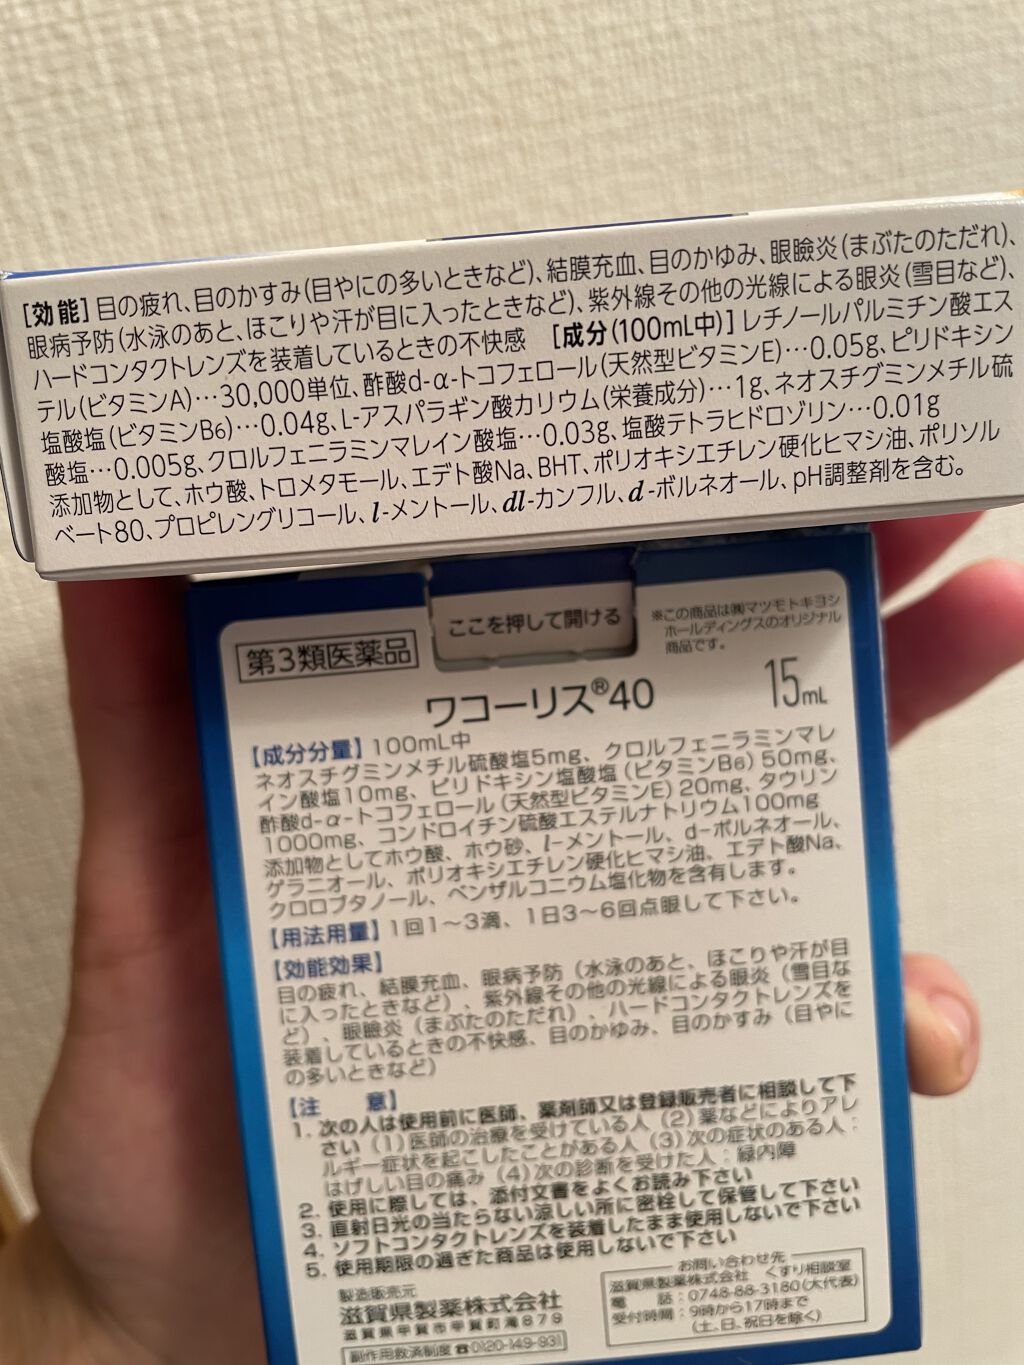 [効能]目の疲れ、目のかすみ(目やにの多いときなど)、結膜充血、目のかゆみ、眼瞼炎(まぶたのただれ)、
眼病予防(水泳のあと、ほこりや汗が目に入ったときなど)、紫外線その他の光線による眼炎(雪目など)、
ハードコンタクトレンズを装着しているときの不快感 [成分(100mL中)]レチノールパルミチン酸エス
テル(ビタミンA)…30,000単位、酢酸d-α-トコフェロール(天然型ビタミンE)…0.05g、ピリドキシン
塩酸塩(ビタミンB6)…0.04g、L-アスパラギン酸カリウム(栄養成分)…1g、ネオスチグミンメチル硫
酸塩…0.005g、クロルフェニラミンマレイン酸塩…0.03g、塩酸テトラヒドロゾリン…0.01g
添加物として、ホウ酸、トロメタモール、エデト酸Na、BHT、ポリオキシエチレン硬化ヒマシ油、ポリソル
ベート80、プロピレングリコール、l-メントール、dl-カンフル、d-ボルネオール、pH調整剤を含む。
ここを押して開ける
※この商品は㈱マツモトキヨシ
ホールディングスのオリジナル
商品です。
第3類医薬品
ワコーリス®40
15mL
【成分分量】100mL中
ネオスチグミンメチル硫酸塩5mg、クロルフェニラミンマレ
イン酸塩10mg、ピリドキシン塩酸塩(ビタミンB6)50mg、
酢酸d-α-トコフェロール(天然型ビタミンE)20mg、タウリン
1000mg、コンドロイチン硫酸エステルナトリウム100mg
添加物としてホウ酸、ホウ砂、l-メントール、d-ボルネオール、
ゲラニオール、ポリオキシエチレン硬化ヒマシ油、エデト酸Na、
クロロブタノール、ベンザルコニウム塩化物を含有します。
【用法用量】1回1〜3滴、1日3〜6回点眼して下さい。
【効能効果】
目の疲れ、結膜充血、眼病予防(水泳のあと、ほこりや汗が目
に入ったときなど)、紫外線その他の光線による眼炎(雪目な
ど)、眼瞼炎(まぶたのただれ)、ハードコンタクトレンズを
装着しているときの不快感、目のかゆみ、目のかすみ(目やに
の多いときなど)
【注 意】
1. 次の人は使用前に医師、薬剤師又は登録販売者に相談して下
さい(1)医師の治療を受けている人(2)薬などによりアレ
ルギー症状を起こしたことがある人(3)次の症状のある人:
はげしい目の痛み(4)次の診断を受けた人:緑内障
2. 使用に際しては、添付文書をよくお読み下さい
3. 直射日光の当たらない涼しい所に密栓して保管して下さい
4. ソフトコンタクトレンズを装着したまま使用しないで下さい
5. 使用期限の過ぎた商品は使用しないで下さい
製造販売元
滋賀県製薬株式会社
滋賀県甲賀市甲賀町滝879
副作用救済制度 ☎0120-149-931
お問い合わせ先
滋賀県製薬株式会社 くすり相談室
電 話:0748-88-3180(大代表)
受付時間:9時から17時まで
(土、日、祝日を除く)